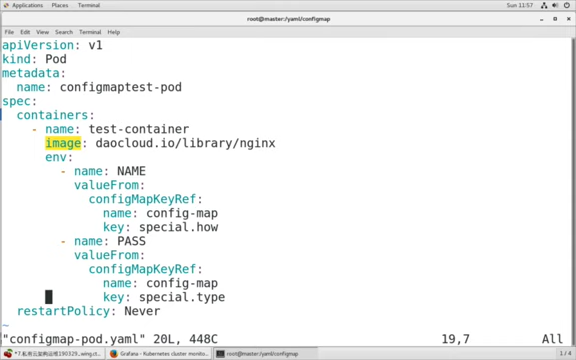 Applications Places Terminal Sun 11:57
root@master:/yaml/configmap
File Edit View Search Terminal Help
apiVersion: v1
kind: Pod
metadata:
  name: configmaptest-pod
spec:
  containers:
    - name: test-container
      image: daocloud.io/library/nginx
      env:
        - name: NAME
          valueFrom:
            configMapKeyRef:
              name: config-map
              key: special.how
        - name: PASS
          valueFrom:
            configMapKeyRef:
              name: config-map
              key: special.type
  restartPolicy: Never
~
"configmap-pod.yaml" 20L, 448C 19,7 All
Grafana - Kubernetes cluster monito... root@master:/yaml/configmap 1 / 4